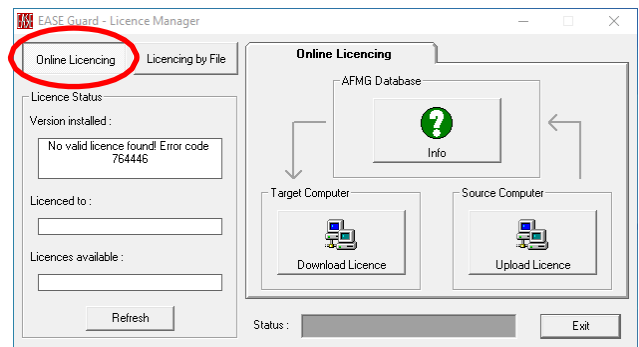 EASE EASE Guard - Licence Manager
Online Licencing
Licencing by File
Licence Status
Version installed :
No valid licence found! Error code
764446
Licenced to :
Licences available :
Refresh
Online Licencing
AFMG Database
Info
Target Computer
Download Licence
Source Computer
Upload Licence
Status :
Exit